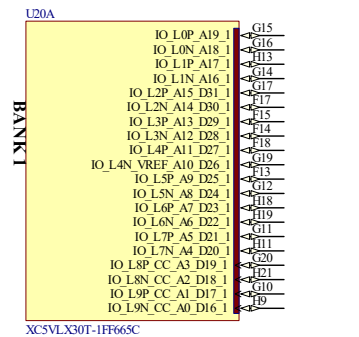 U20A
BANK 1
IO_L0P_A19_1 G15
IO_L0N_A18_1 G16
IO_L1P_A17_1 H13
IO_L1N_A16_1 G14
IO_L2P_A15_D31_1 G17
IO_L2N_A14_D30_1 F17
IO_L3P_A13_D29_1 F15
IO_L3N_A12_D28_1 F14
IO_L4P_A11_D27_1 F18
IO_L4N_VREF_A10_D26_1 G19
IO_L5P_A9_D25_1 F13
IO_L5N_A8_D24_1 G12
IO_L6P_A7_D23_1 H18
IO_L6N_A6_D22_1 H19
IO_L7P_A5_D21_1 G11
IO_L7N_A4_D20_1 H11
IO_L8P_CC_A3_D19_1 G20
IO_L8N_CC_A2_D18_1 H21
IO_L9P_CC_A1_D17_1 G10
IO_L9N_CC_A0_D16_1 H9
XC5VLX30T-1FF665C